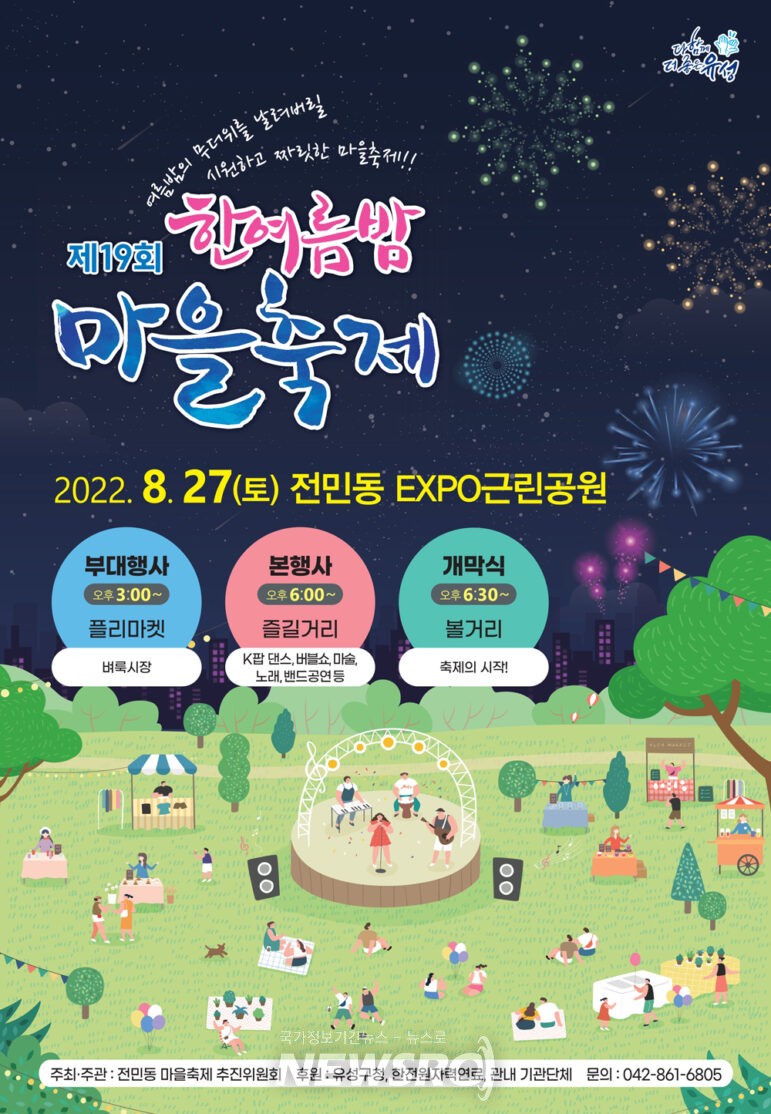 다함께
더좋은유성
여름밤의 무더위를 날려버릴
시원하고 짜릿한 마을축제!!
제19회
한여름밤
마을축제
2022. 8. 27(토) 전민동 EXPO근린공원
부대행사
오후 3:00~
플리마켓
벼룩시장
본행사
오후 6:00~
즐길거리
K팝 댄스, 버블쇼, 마술,
노래, 밴드공연 등
개막식
오후 6:30~
볼거리
축제의 시작!
FLEA MARKET
국가정보기간뉴스 - 뉴스로
NEWSRO
주최·주관 : 전민동 마을축제 추진위원회 후원 : 유성구청, 한전원자력연료, 관내 기관단체 문의 : 042-861-6805